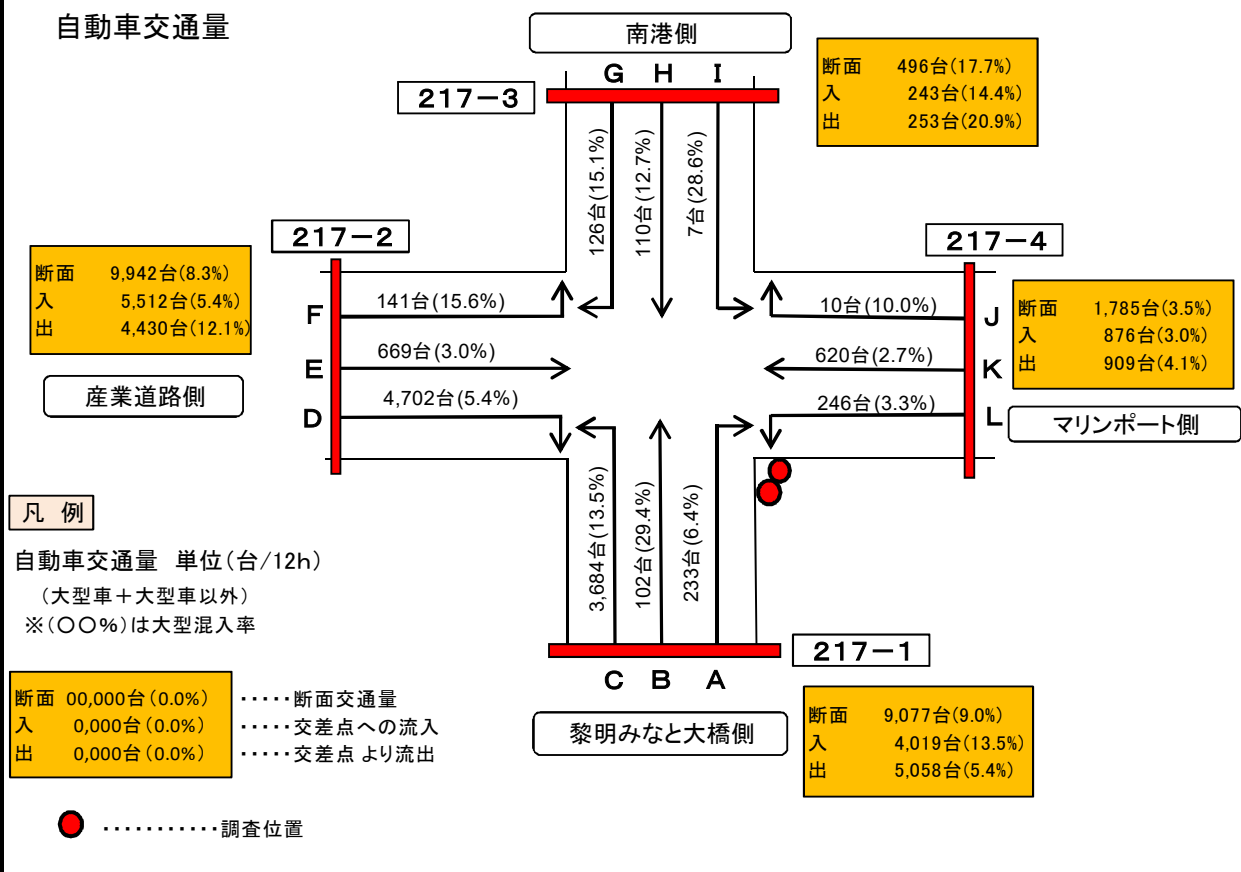 自動車交通量
南港側
217-3
G H I
断面 496台(17.7%)
入 243台(14.4%)
出 253台(20.9%)
126台(15.1%)
110台(12.7%)
7台(28.6%)
217-2
断面 9,942台(8.3%)
入 5,512台(5.4%)
出 4,430台(12.1%)
産業道路側
F
141台(15.6%)
E
669台(3.0%)
D
4,702台(5.4%)
217-4
10台(10.0%)
J
620台(2.7%)
K
246台(3.3%)
L
断面 1,785台(3.5%)
入 876台(3.0%)
出 909台(4.1%)
マリンポート側
3,684台(13.5%)
102台(29.4%)
233台(6.4%)
217-1
C B A
黎明みなと大橋側
断面 9,077台(9.0%)
入 4,019台(13.5%)
出 5,058台(5.4%)
凡 例
自動車交通量 単位(台/12h)
(大型車+大型車以外)
※(〇〇%)は大型混入率
断面 00,000台(0.0%) ・・・・・断面交通量
入 0,000台(0.0%) ・・・・・交差点への流入
出 0,000台(0.0%) ・・・・・交差点より流出
・・・・・・・・・・・調査位置